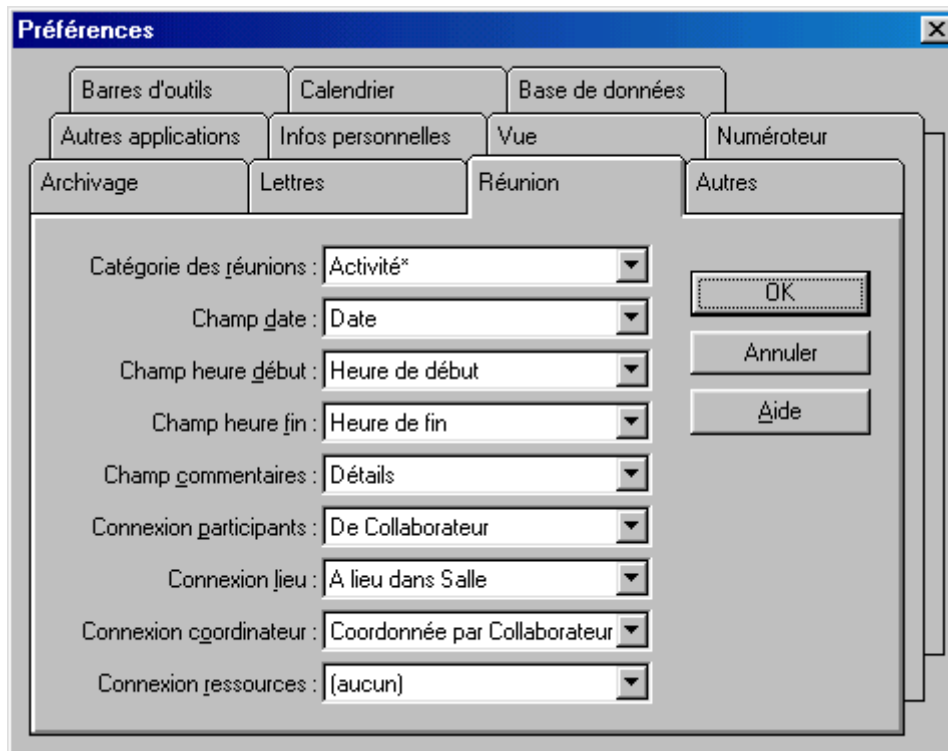 Préférences
Barres d'outils Calendrier Base de données
Autres applications Infos personnelles Vue Numéroteur
Archivage Lettres Réunion Autres
Catégorie des réunions : Activité*
OK
Champ date : Date
Annuler
Champ heure début : Heure de début
Aide
Champ heure fin : Heure de fin
Champ commentaires : Détails
Connexion participants : De Collaborateur
Connexion lieu : A lieu dans Salle
Connexion coordinateur : Coordonnée par Collaborateur
Connexion ressources : (aucun)